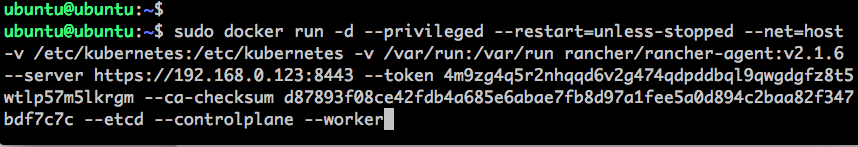 ubuntu@ubuntu:~$
ubuntu@ubuntu:~$ sudo docker run -d --privileged --restart=unless-stopped --net=host
-v /etc/kubernetes:/etc/kubernetes -v /var/run:/var/run rancher/rancher-agent:v2.1.6
--server https://192.168.0.123:8443 --token 4m9zg4q5r2nhqqd6v2g474qdpddbql9qwgdgfz8t5
wtlp57m5lkrgm --ca-checksum d87893f08ce42fdb4a685e6abae7fb8d97a1fee5a0d894c2baa82f347
bdf7c7c --etcd --controlplane --worker